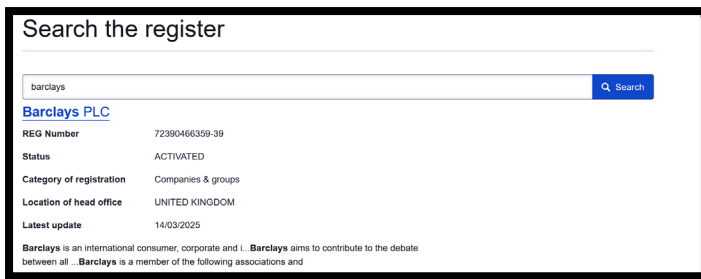 Search the register
barclays
Search
Barclays PLC
REG Number 72390466359-39
Status ACTIVATED
Category of registration Companies & groups
Location of head office UNITED KINGDOM
Latest update 14/03/2025
Barclays is an international consumer, corporate and i...Barclays aims to contribute to the debate
between all ...Barclays is a member of the following associations and